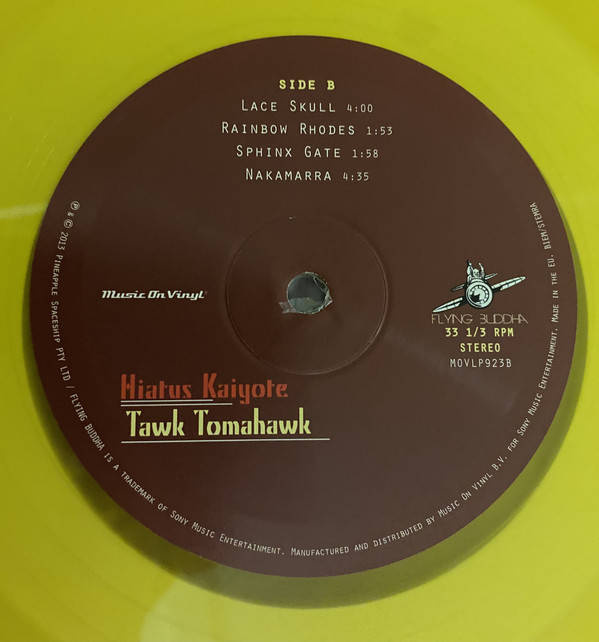 SIDE B
LACE SKULL 4:00
RAINBOW RHODES 1:53
SPHINX GATE 1:58
NAKAMARRA 4:35
Music On Vinyl
FLYING BUDDHA
33 1/3 RPM
STEREO
MOVLP923B
Hiatus Kaiyote
Tawk Tomahawk
℗ & © 2013 PINEAPPLE SPACESHIP PTY LTD / FLYING BUDDHA IS A TRADEMARK OF SONY MUSIC ENTERTAINMENT. MANUFACTURED AND DISTRIBUTED BY MUSIC ON VINYL B.V. FOR SONY MUSIC ENTERTAINMENT. MADE IN THE EU. BIEM/STEMRA